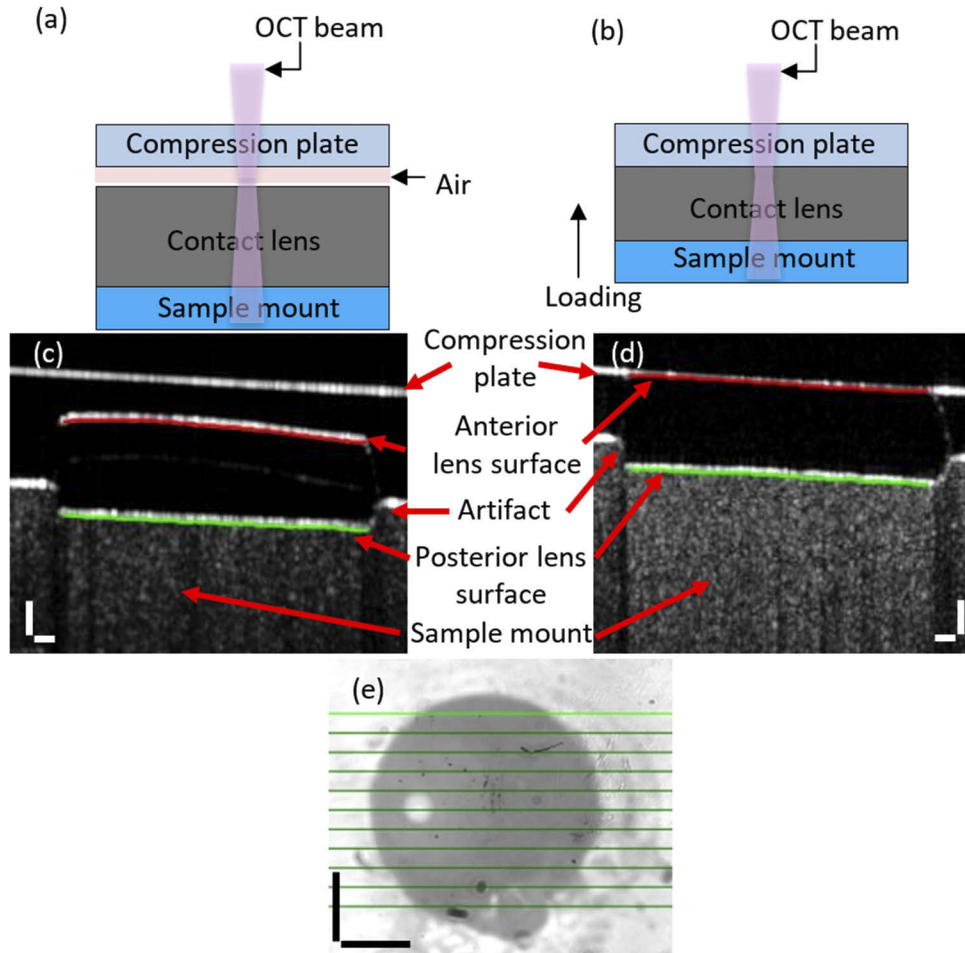 (a)
OCT beam
Compression plate
Air
Contact lens
Sample mount
(b)
OCT beam
Compression plate
Contact lens
Sample mount
Loading
(c)
(d)
Compression
plate
Anterior
lens surface
Artifact
Posterior lens
surface
Sample mount
(e)